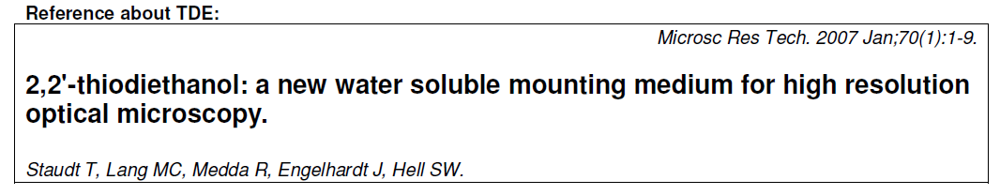 Reference about TDE:
Microsc Res Tech. 2007 Jan;70(1):1-9.
2,2'-thiodiethanol: a new water soluble mounting medium for high resolution
optical microscopy.
Staudt T, Lang MC, Medda R, Engelhardt J, Hell SW.